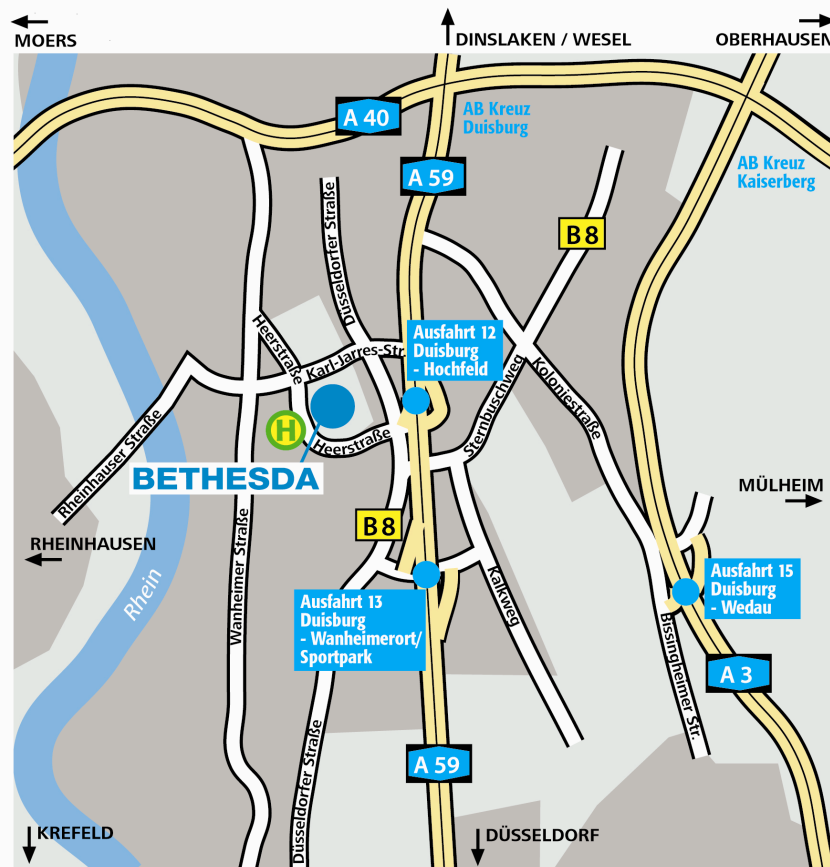 MOERS
DINSLAKEN / WESEL
OBERHAUSEN
A 40
AB Kreuz
Duisburg
A 59
AB Kreuz
Kaiserberg
B 8
Düsseldorfer Straße
Heerstraße
Karl-Jarres-Str.
Ausfahrt 12
Duisburg
- Hochfeld
Sternbuschweg
Koloniestraße
H
Heerstraße
BETHESDA
Rheinhauser Straße
MÜLHEIM
B 8
RHEINHAUSEN
Rhein
Wanheimer Straße
Kalkweg
Ausfahrt 13
Duisburg
- Wanheimerort/
Sportpark
Ausfahrt 15
Duisburg
- Wedau
Bissingheimer Str.
A 3
Düsseldorfer Straße
A 59
KREFELD
DÜSSELDORF